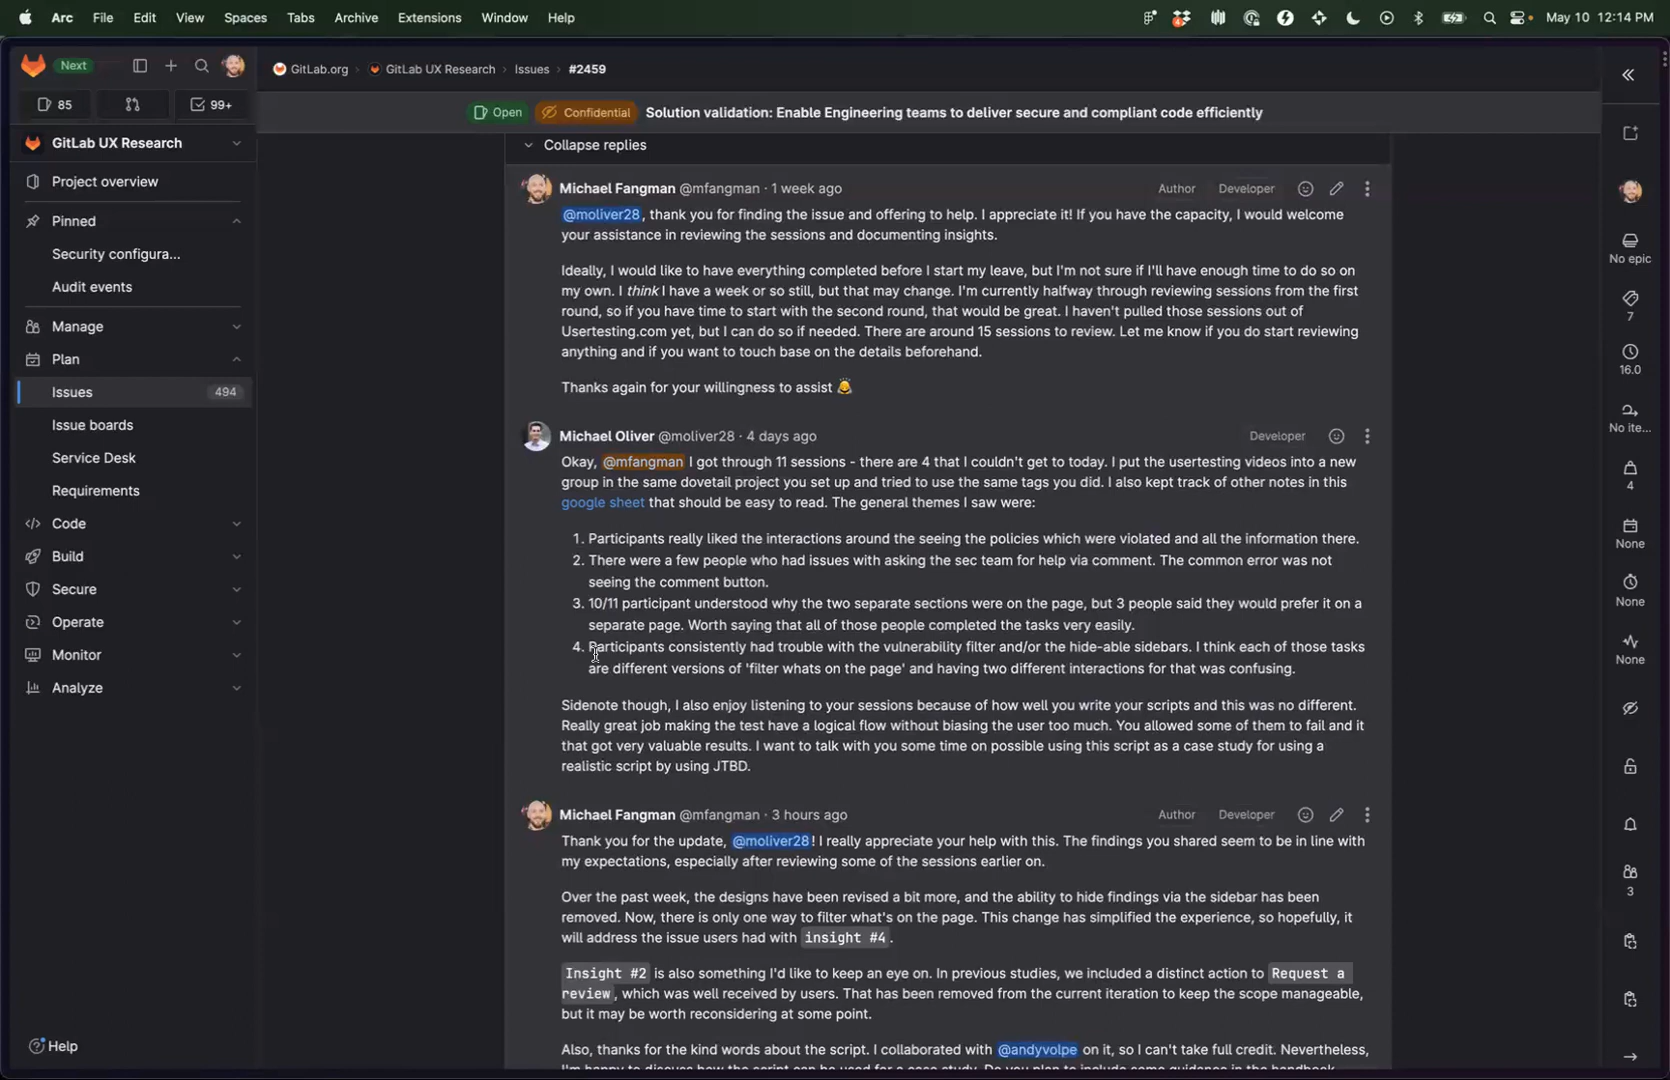 Arc File Edit View Spaces Tabs Archive Extensions Window Help
4
May 10 12:14 PM
Next
GitLab.org > GitLab UX Research > Issues > #2459
85
99+
Open Confidential Solution validation: Enable Engineering teams to deliver secure and compliant code efficiently
GitLab UX Research
Project overview
Pinned
Security configura...
Audit events
Manage
Plan
Issues 494
Issue boards
Service Desk
Requirements
Code
Build
Secure
Operate
Monitor
Analyze
Help
Collapse replies
Michael Fangman @mfangman · 1 week ago Author Developer
@moliver28, thank you for finding the issue and offering to help. I appreciate it! If you have the capacity, I would welcome
your assistance in reviewing the sessions and documenting insights.
Ideally, I would like to have everything completed before I start my leave, but I'm not sure if I'll have enough time to do so on
my own. I think I have a week or so still, but that may change. I'm currently halfway through reviewing sessions from the first
round, so if you have time to start with the second round, that would be great. I haven't pulled those sessions out of
Usertesting.com yet, but I can do so if needed. There are around 15 sessions to review. Let me know if you do start reviewing
anything and if you want to touch base on the details beforehand.
Thanks again for your willingness to assist
Michael Oliver @moliver28 · 4 days ago Developer
Okay, @mfangman I got through 11 sessions - there are 4 that I couldn't get to today. I put the usertesting videos into a new
group in the same dovetail project you set up and tried to use the same tags you did. I also kept track of other notes in this
google sheet that should be easy to read. The general themes I saw were:
1. Participants really liked the interactions around the seeing the policies which were violated and all the information there.
2. There were a few people who had issues with asking the sec team for help via comment. The common error was not
seeing the comment button.
3. 10/11 participant understood why the two separate sections were on the page, but 3 people said they would prefer it on a
separate page. Worth saying that all of those people completed the tasks very easily.
4. Participants consistently had trouble with the vulnerability filter and/or the hide-able sidebars. I think each of those tasks
are different versions of 'filter whats on the page' and having two different interactions for that was confusing.
Sidenote though, I also enjoy listening to your sessions because of how well you write your scripts and this was no different.
Really great job making the test have a logical flow without biasing the user too much. You allowed some of them to fail and it
that got very valuable results. I want to talk with you some time on possible using this script as a case study for using a
realistic script by using JTBD.
Michael Fangman @mfangman · 3 hours ago Author Developer
Thank you for the update, @moliver28! I really appreciate your help with this. The findings you shared seem to be in line with
my expectations, especially after reviewing some of the sessions earlier on.
Over the past week, the designs have been revised a bit more, and the ability to hide findings via the sidebar has been
removed. Now, there is only one way to filter what's on the page. This change has simplified the experience, so hopefully, it
will address the issue users had with insight #4.
Insight #2 is also something I'd like to keep an eye on. In previous studies, we included a distinct action to Request a
review, which was well received by users. That has been removed from the current iteration to keep the scope manageable,
but it may be worth reconsidering at some point.
Also, thanks for the kind words about the script. I collaborated with @andyvolpe on it, so I can't take full credit. Nevertheless,
I'm happy to discuss how the script can be used for a case study. Do you plan to include some guidance in the handbook
No epic
7
16.0
No ite...
4
None
None
None
3